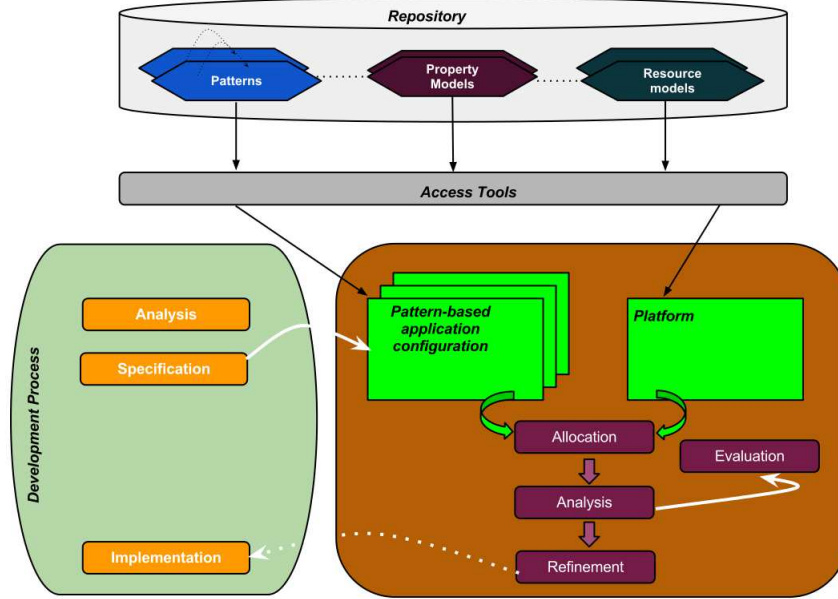 Repository
Patterns
Property
Models
Resource
models
Access Tools
Development Process
Analysis
Specification
Implementation
Pattern-based
application
configuration
Platform
Allocation
Evaluation
Analysis
Refinement